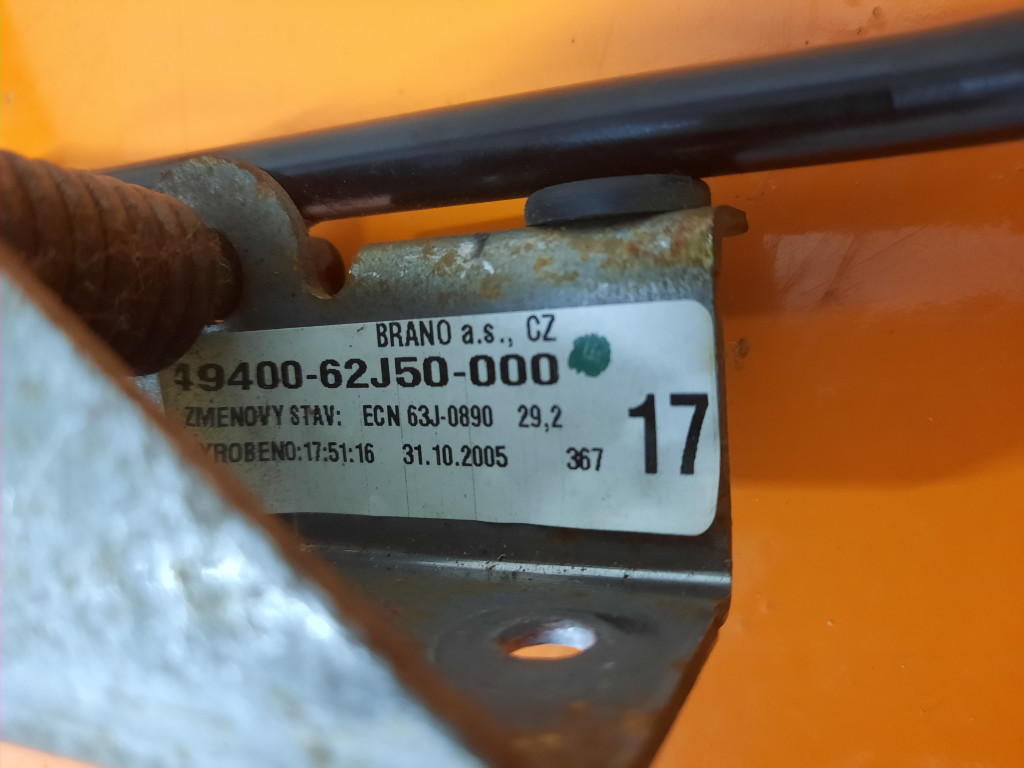 BRANO a.s., CZ
49400-62J50-000
ZMENOVY STAV: ECN 63J-0890 29,2
VYROBENO:17:51:16 31.10.2005 367
17